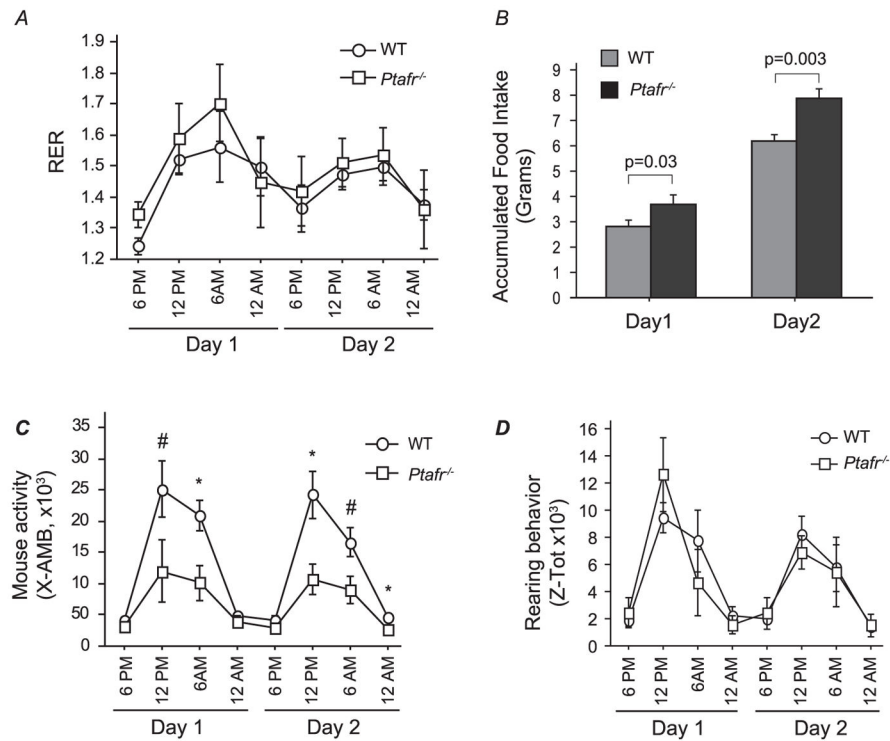 A
WT
Ptafr-/-
RER
1.9
1.8
1.7
1.6
1.5
1.4
1.3
1.2
6 PM
12 PM
6AM
12 AM
6 PM
12 PM
6 AM
12 AM
Day 1
Day 2
B
WT
Ptafr-/-
Accumulated Food Intake
(Grams)
9
8
7
6
5
4
3
2
1
0
p=0.03
p=0.003
Day1
Day2
C
WT
Ptafr-/-
Mouse activity
(X-AMB, x10³)
35
30
25
20
15
10
50
0
#
*
*
#
*
6 PM
12 PM
6AM
12 AM
6 PM
12 PM
6 AM
12 AM
Day 1
Day 2
D
WT
Ptafr-/-
Rearing behavior
(Z-Tot x10³)
16
14
12
10
8
6
4
2
0
6 PM
12 PM
6AM
12 AM
6 PM
12 PM
6 AM
12 AM
Day 1
Day 2